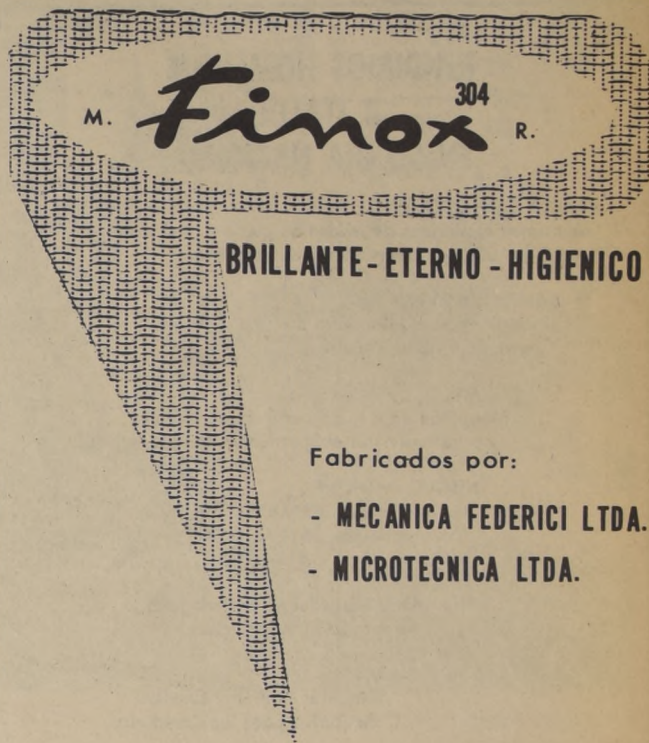 M. Finox 304 R.
BRILLANTE - ETERNO - HIGIENICO
Fabricados por:
- MECANICA FEDERICI LTDA.
- MICROTECNICA LTDA.